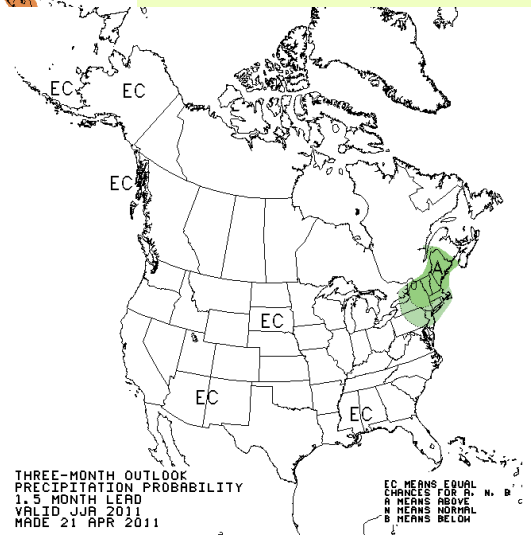 EC
EC
EC
A
EC
EC
EC
THREE-MONTH OUTLOOK
PRECIPITATION PROBABILITY
1.5 MONTH LEAD
VALID JJA 2011
MADE 21 APR 2011
EC MEANS EQUAL
CHANCES FOR A, N, B
A MEANS ABOVE
N MEANS NORMAL
B MEANS BELOW